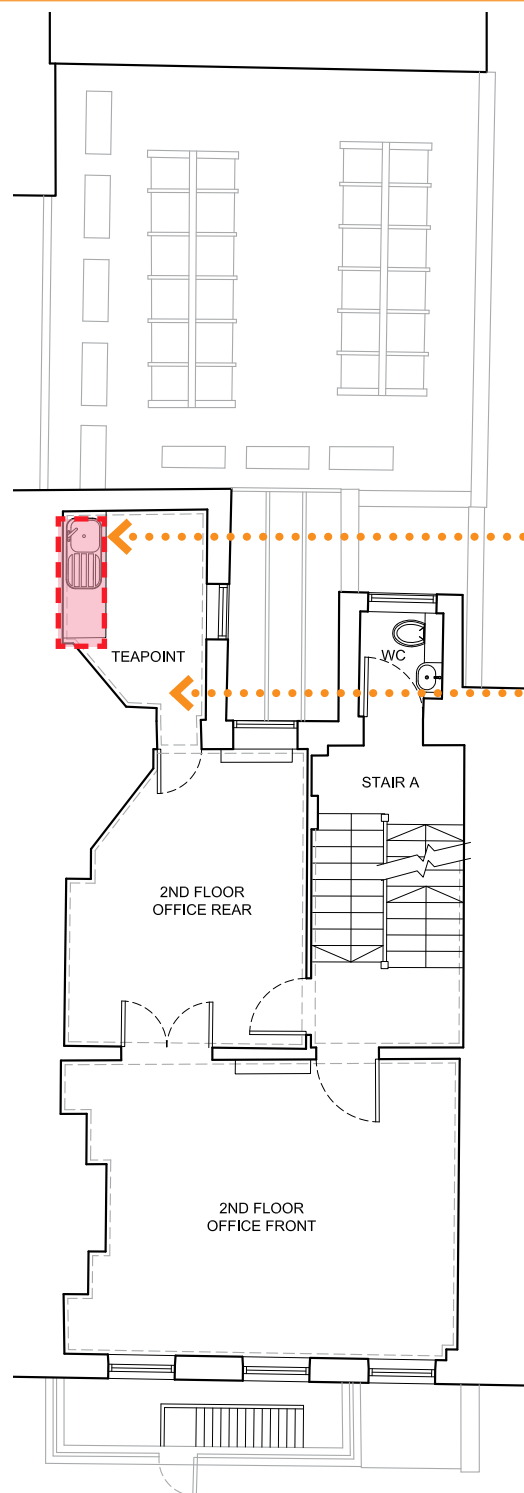 TEAPOINT
WC
STAIR A
2ND FLOOR
OFFICE REAR
2ND FLOOR
OFFICE FRONT